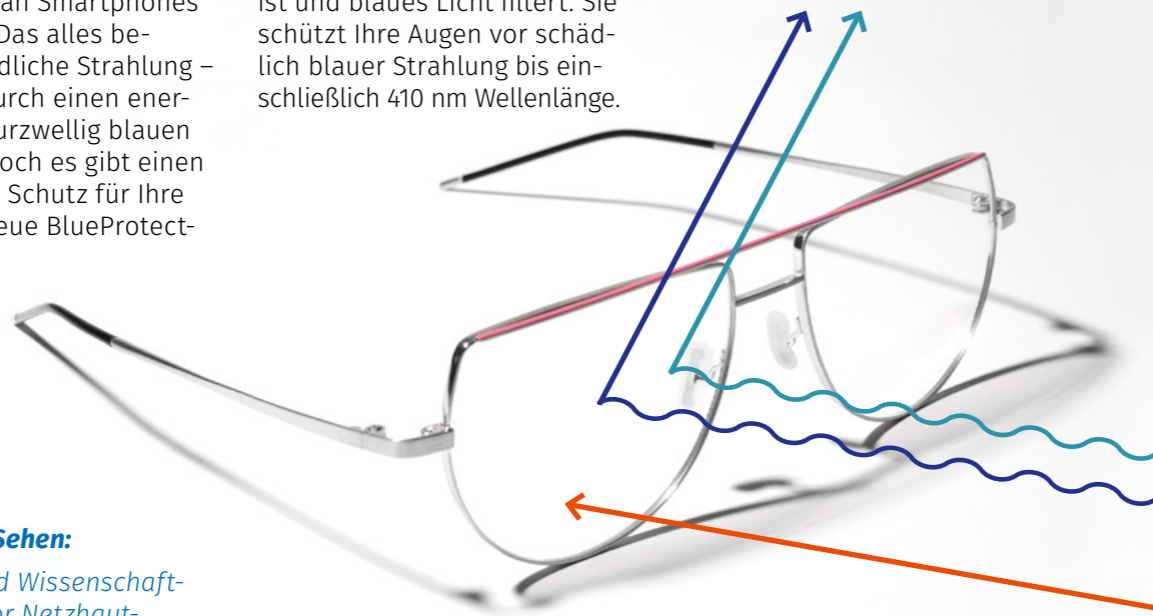 an Smartphones
Das alles be-
dliche Strahlung –
urch einen ener-
urzwellig blauen
och es gibt einen
Schutz für Ihre
eue BlueProtect-
ist und blaues Licht filtert. Sie
schützt Ihre Augen vor schäd-
lich blauer Strahlung bis ein-
schließlich 410 nm Wellenlänge.
Sehen:
d Wissenschaft-
or Netzhaut-